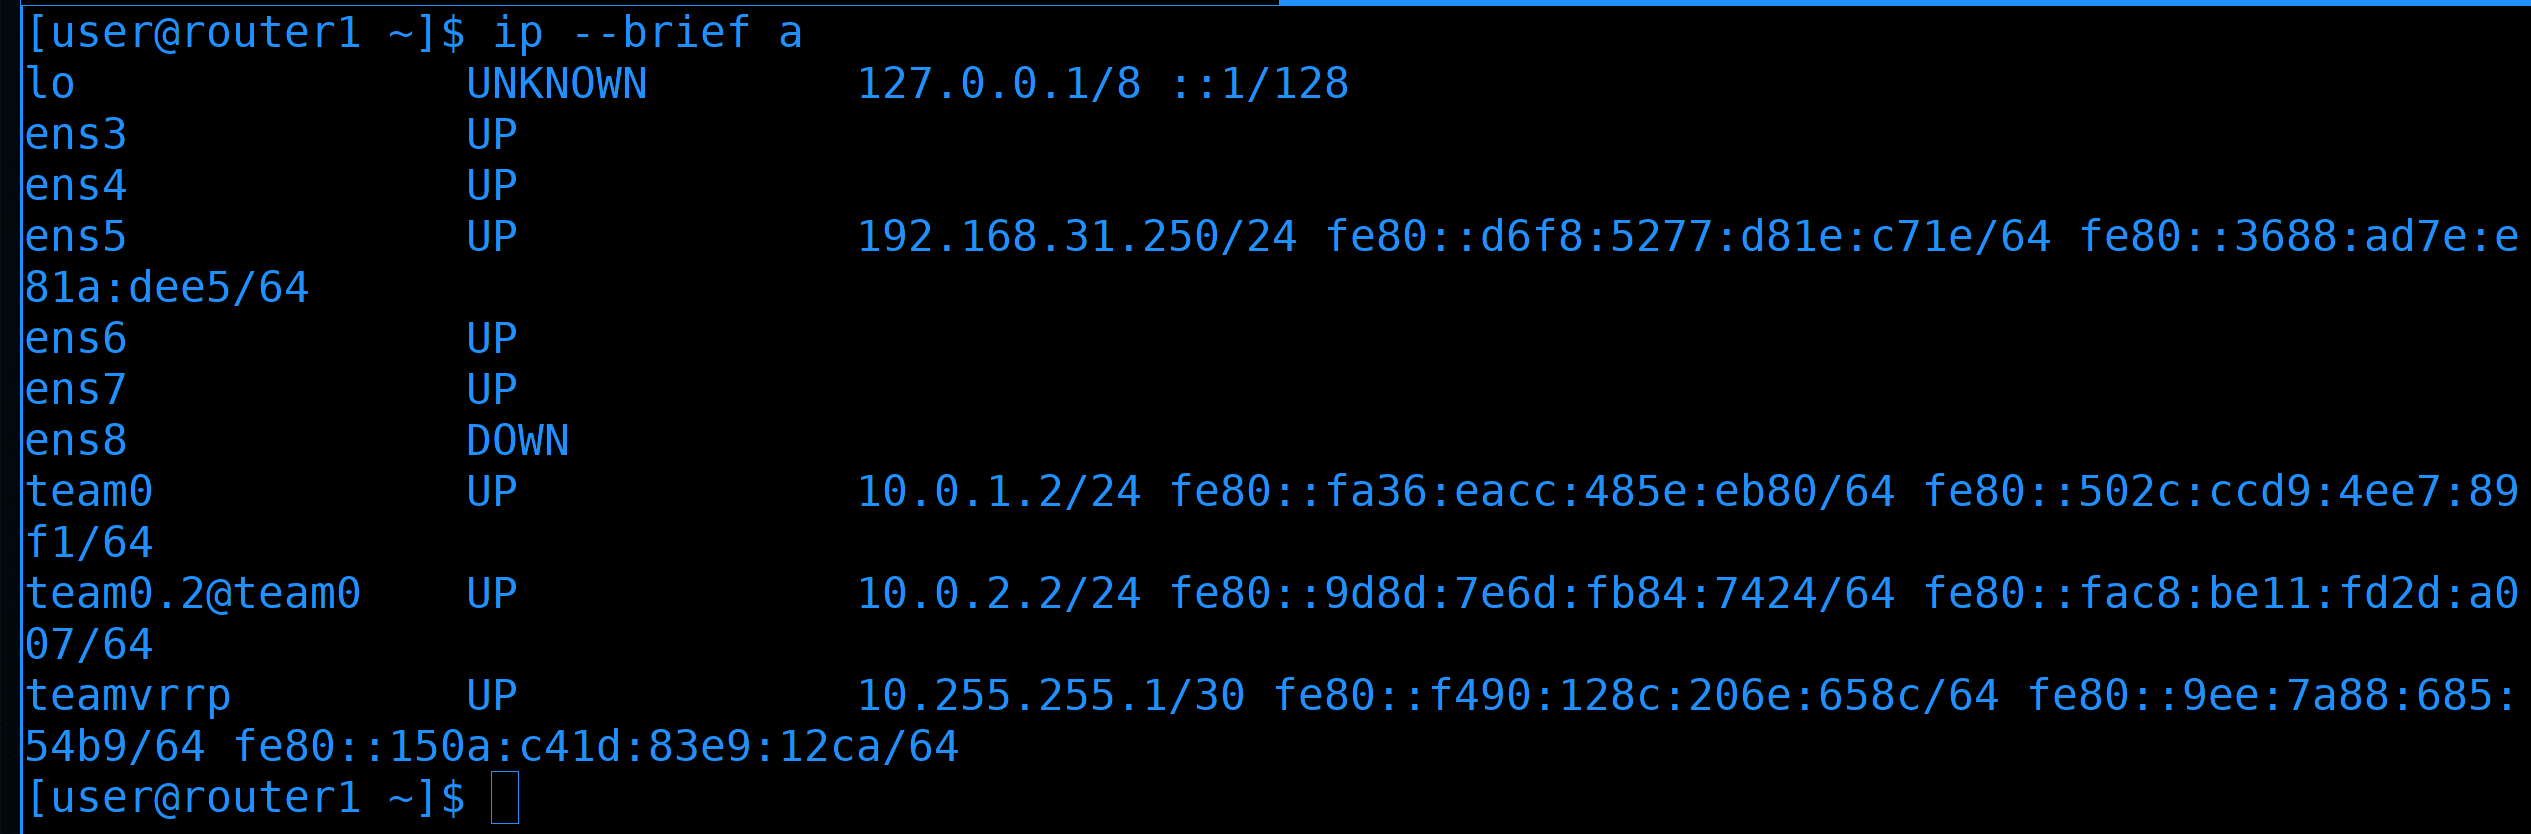 [user@router1 ~]$ ip --brief a
lo               UNKNOWN        127.0.0.1/8 ::1/128
ens3             UP
ens4             UP
ens5             UP             192.168.31.250/24 fe80::d6f8:5277:d81e:c71e/64 fe80::3688:ad7e:e
81a:dee5/64
ens6             UP
ens7             UP
ens8             DOWN
team0            UP             10.0.1.2/24 fe80::fa36:eacc:485e:eb80/64 fe80::502c:ccd9:4ee7:89
f1/64
team0.2@team0    UP             10.0.2.2/24 fe80::9d8d:7e6d:fb84:7424/64 fe80::fac8:be11:fd2d:a0
07/64
teamvrrp         UP             10.255.255.1/30 fe80::f490:128c:206e:658c/64 fe80::9ee:7a88:685:
54b9/64 fe80::150a:c41d:83e9:12ca/64
[user@router1 ~]$